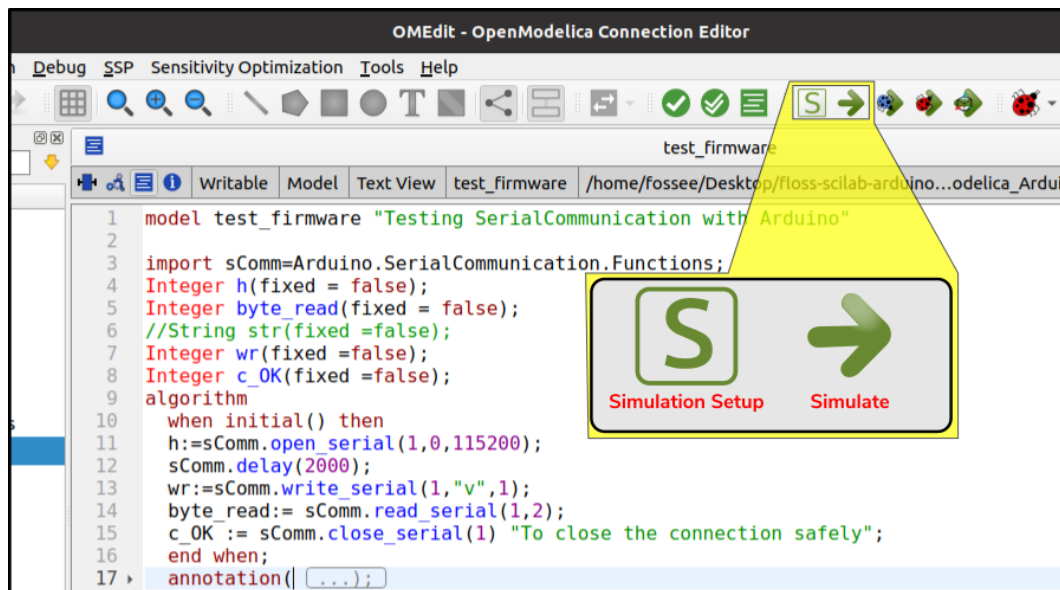 OMEdit - OpenModelica Connection Editor
Debug SSP Sensitivity Optimization Tools Help
T S
test_firmware
Writable Model Text View test_firmware /home/fossee/Desktop/floss-scilab-arduino...odelica_Ardui
1 model test_firmware "Testing SerialCommunication with Arduino"
2
3 import sComm=Arduino.SerialCommunication.Functions;
4 Integer h(fixed = false);
5 Integer byte_read(fixed = false);
6 //String str(fixed =false);
7 Integer wr(fixed =false);
8 Integer c_OK(fixed =false);
9 algorithm
10 when initial() then
11 h:=sComm.open_serial(1,0,115200);
12 sComm.delay(2000);
13 wr:=sComm.write_serial(1,"v",1);
14 byte_read:= sComm.read_serial(1,2);
15 c_OK := sComm.close_serial(1) "To close the connection safely";
16 end when;
17 annotation( ...);
S
Simulation Setup Simulate